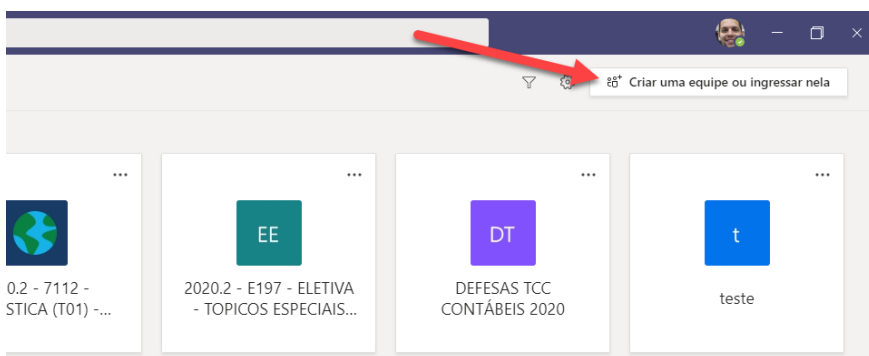 Criar uma equipe ou ingressar nela
...
...
...
...
EE
DT
t
0.2 - 7112 -
STICA (T01) -...
2020.2 - E197 - ELETIVA
- TOPICOS ESPECIAIS...
DEFESAS TCC
CONTÁBEIS 2020
teste